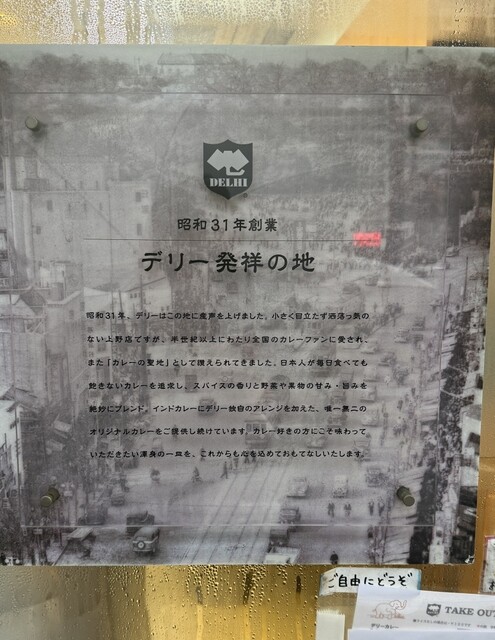 DELHI
昭和31年創業
デリー発祥の地
昭和31年、デリーはこの地に産声を上げました。小さく目立たず洒落っ気の
ない上野店ですが、半世紀以上にわたり全国のカレーファンに愛され、
また「カレーの聖地」として讃えられてきました。日本人が毎日食べても
飽きないカレーを追求し、スパイスの香りと野菜や果物の甘み・旨みを
絶妙にブレンド。インドカレーにデリー独自のアレンジを加えた、唯一無二の
オリジナルカレーをご提供し続けています。カレー好きの方にこそ味わって
いただきたい渾身の一皿を、これからも心を込めておもてなしいたします。
ご自由にどうぞ
TAKE OU
デリーカレー